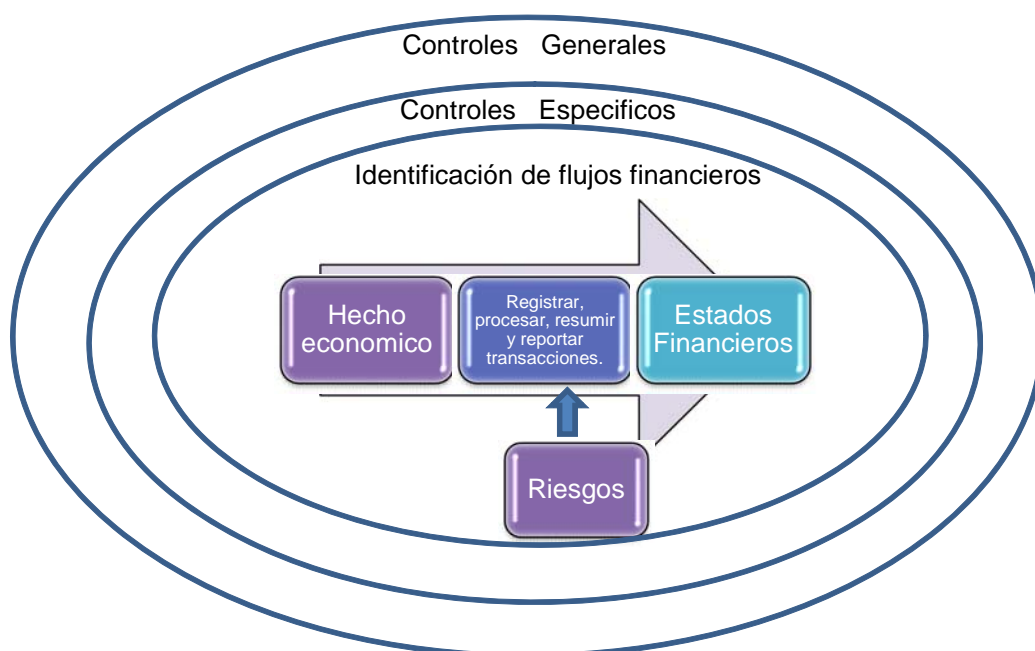 Controles Generales
Controles Especificos
Identificación de flujos financieros
Hecho
economico
Registrar,
procesar, resumir
y reportar
transacciones.
Estados
Financieros
Riesgos